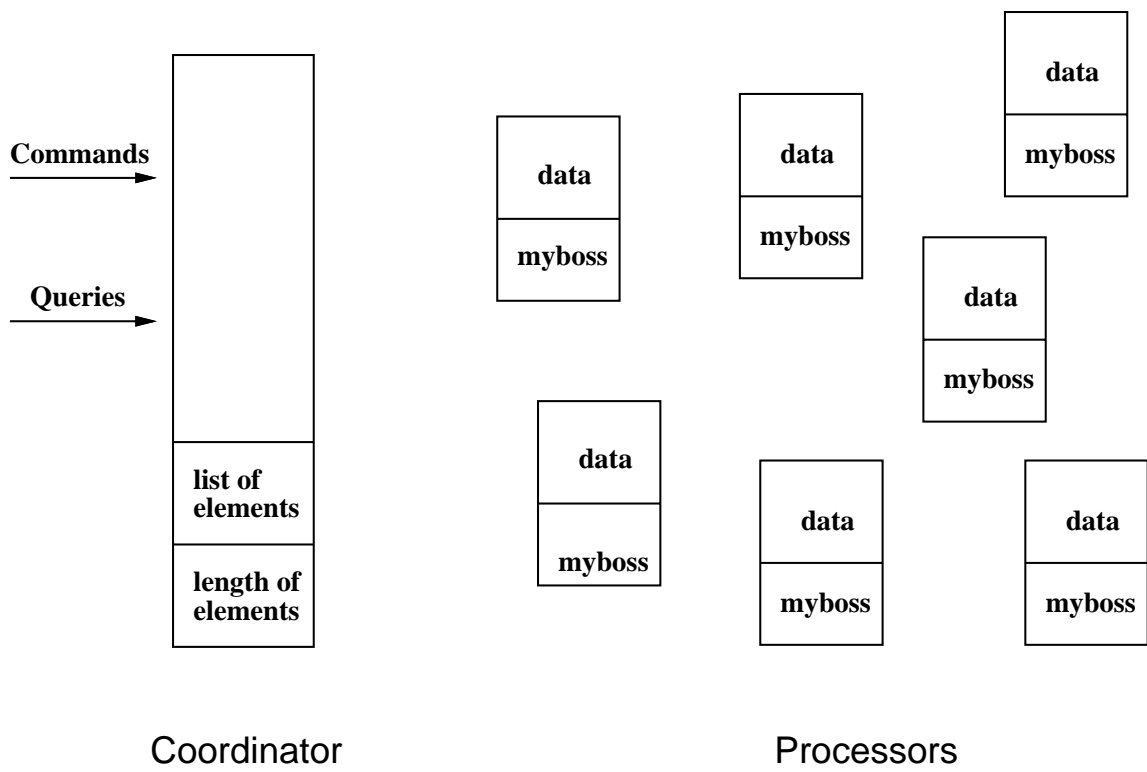 Commands
Queries
list of
elements
length of
elements
data
myboss
data
myboss
data
myboss
data
myboss
data
myboss
data
myboss
data
myboss
Coordinator
Processors